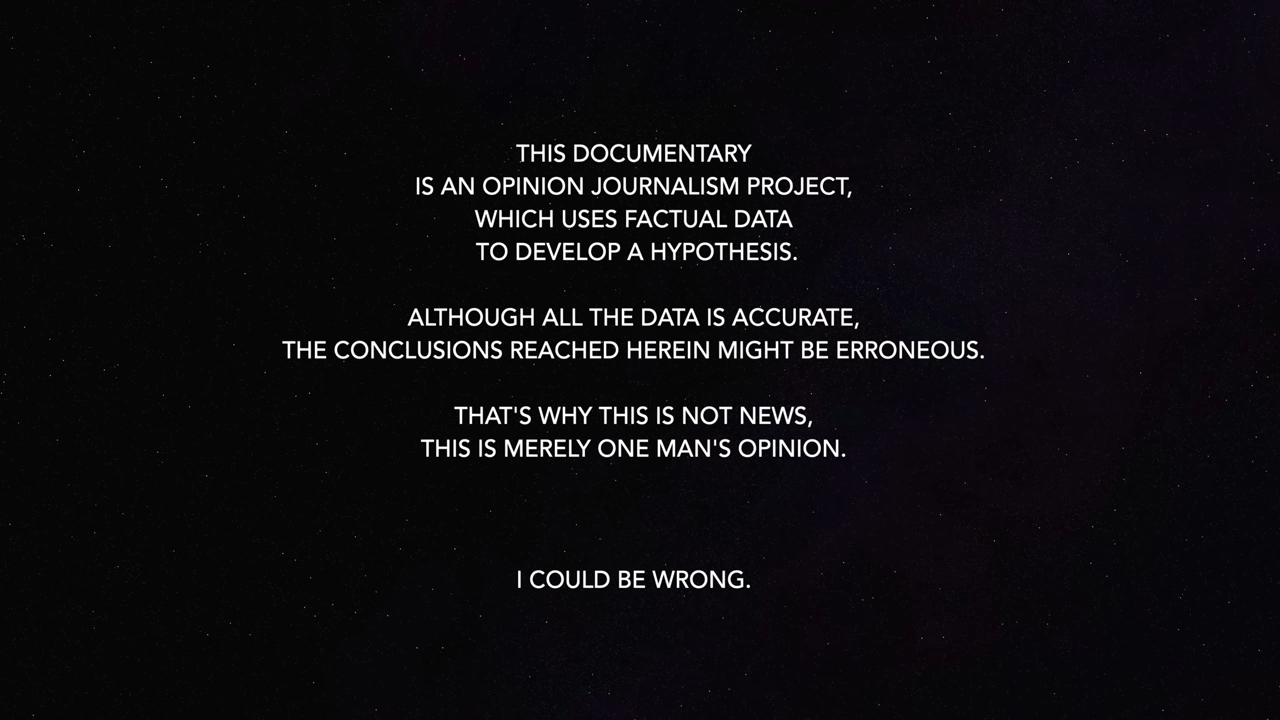 THIS DOCUMENTARY
IS AN OPINION JOURNALISM PROJECT,
WHICH USES FACTUAL DATA
TO DEVELOP A HYPOTHESIS.
ALTHOUGH ALL THE DATA IS ACCURATE,
THE CONCLUSIONS REACHED HEREIN MIGHT BE ERRONEOUS.
THAT'S WHY THIS IS NOT NEWS,
THIS IS MERELY ONE MAN'S OPINION.
I COULD BE WRONG.